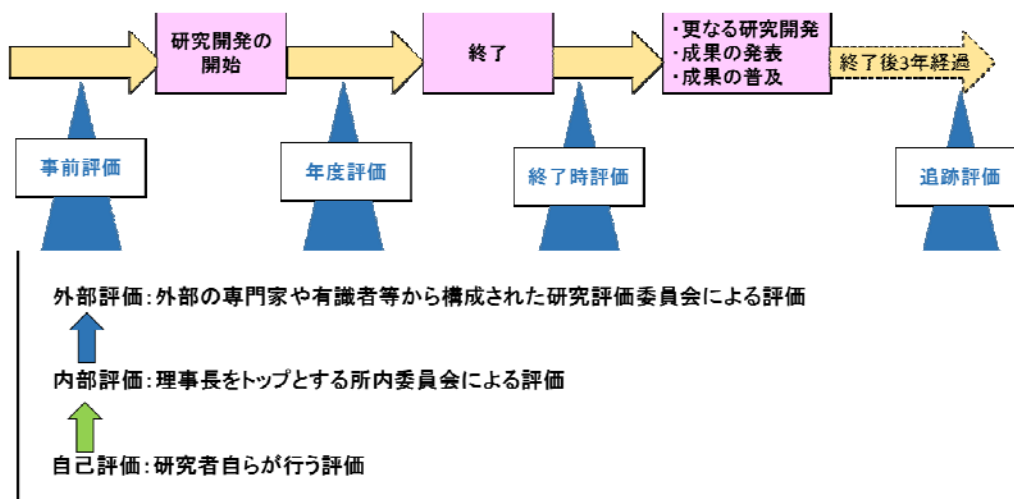 研究開発の
開始
終了
・更なる研究開発
・成果の発表
・成果の普及
終了後3年経過
事前評価
年度評価
終了時評価
追跡評価
外部評価：外部の専門家や有識者等から構成された研究評価委員会による評価
内部評価：理事長をトップとする所内委員会による評価
自己評価：研究者自らが行う評価